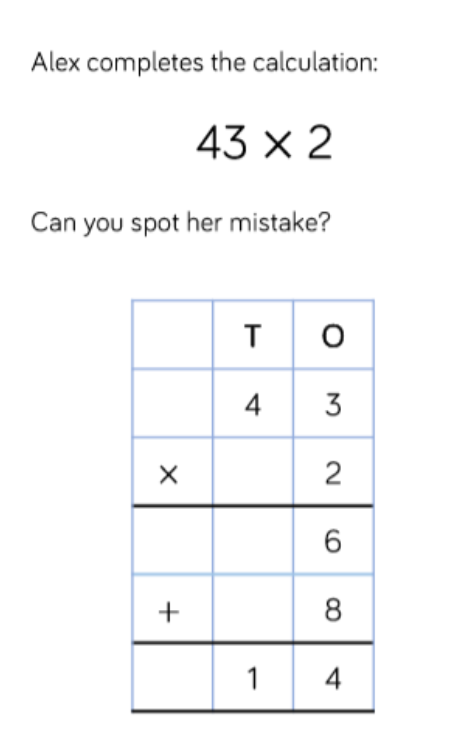 Alex completes the calculation:
43 × 2
Can you spot her mistake?
T O
4 3
× 2
6
+ 8
1 4